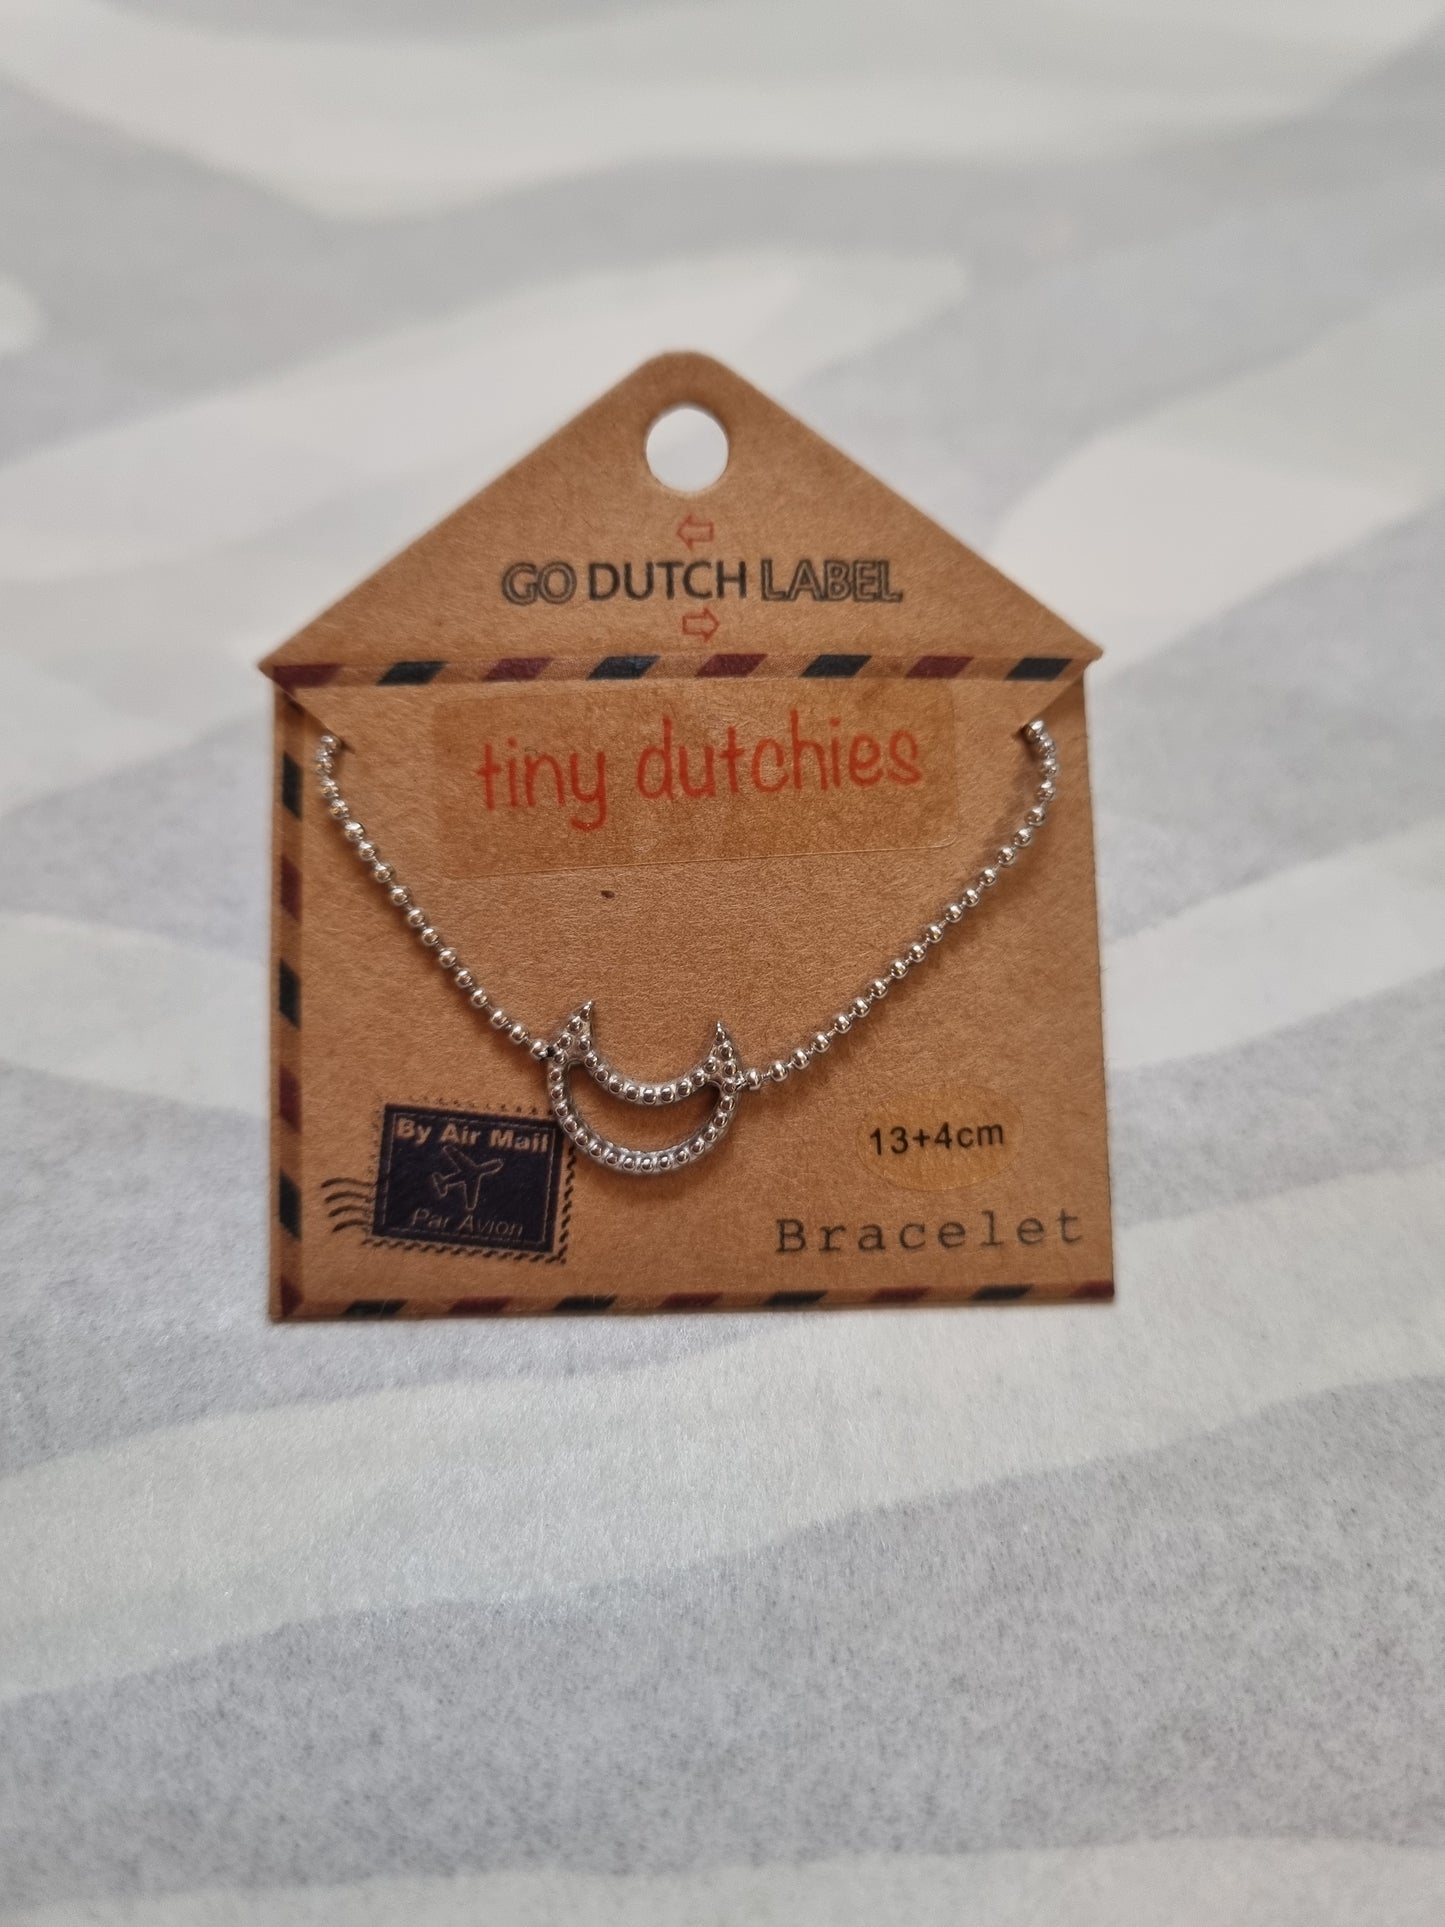 GO DUTCH LABEL
tiny dutchies
By Air Mail
Par Avion
13+4cm
Bracelet